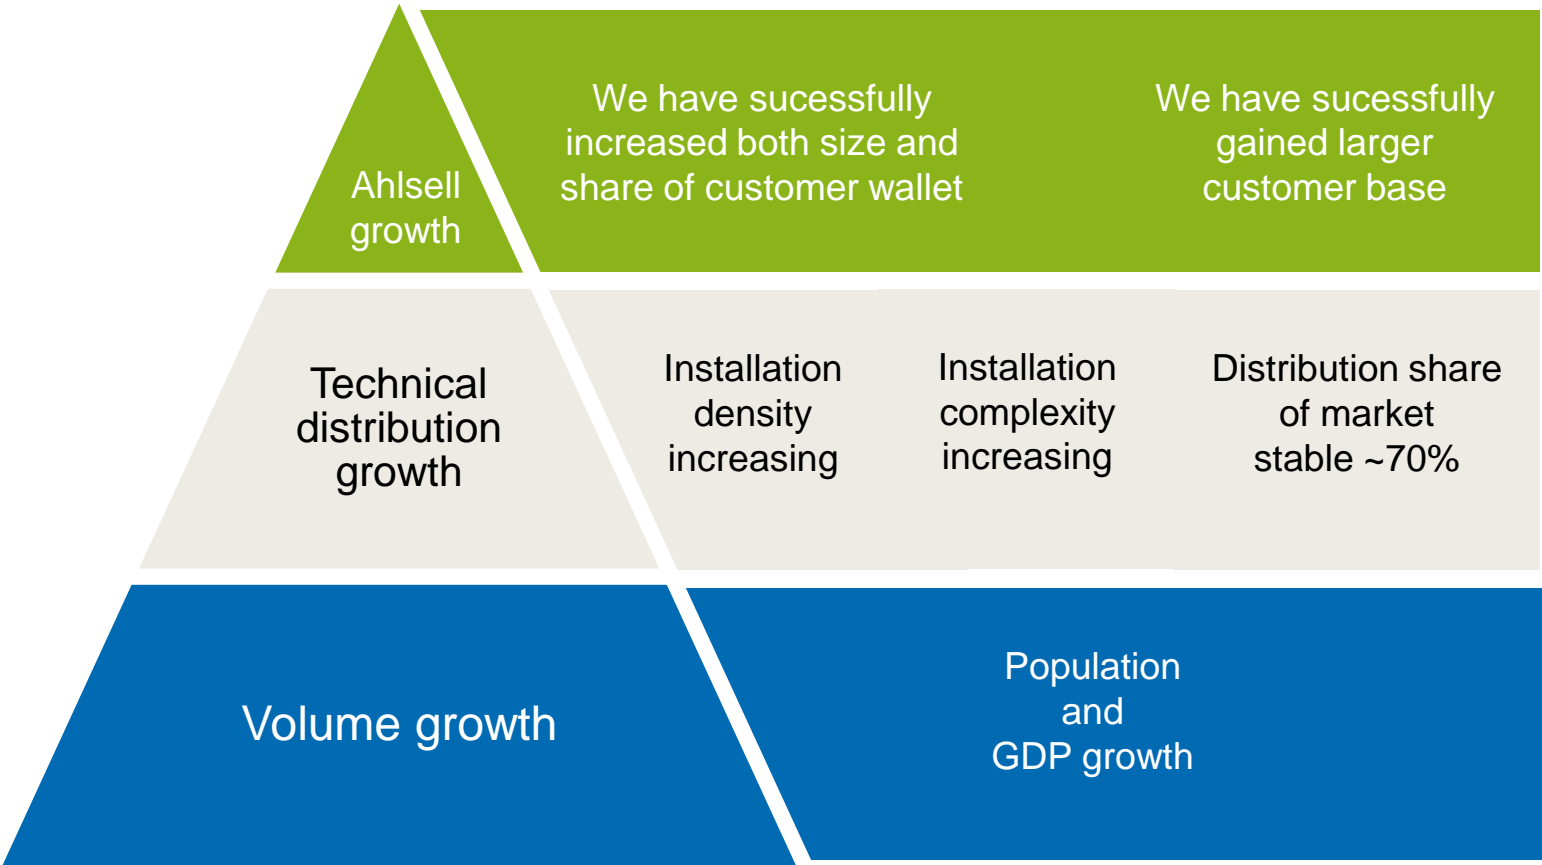 Ahlsell
growth
We have sucessfully
increased both size and
share of customer wallet
We have sucessfully
gained larger
customer base
Technical
distribution
growth
Installation
density
increasing
Installation
complexity
increasing
Distribution share
of market
stable ~70%
Volume growth
Population
and
GDP growth